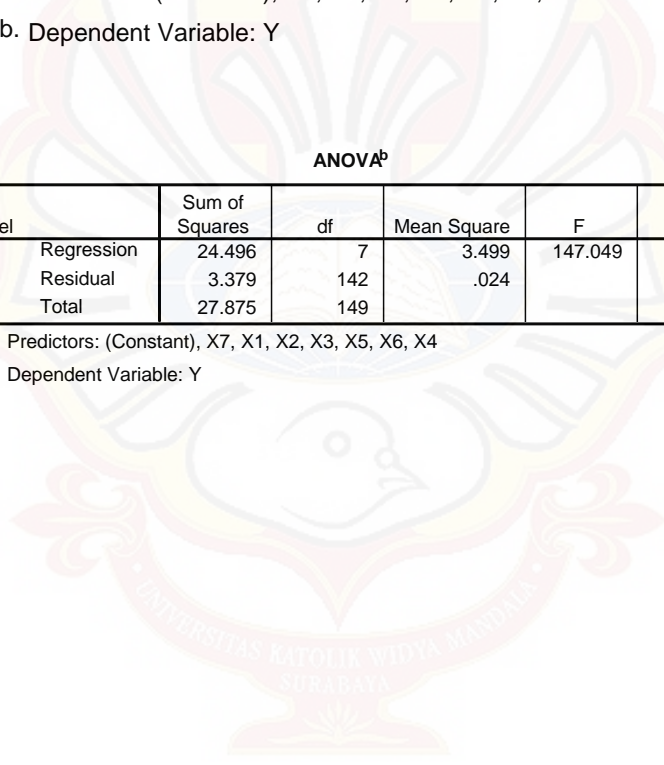 b. Dependent Variable: Y
ANOVAb
Sum of
Squares df Mean Square F
Regression 24.496 7 3.499 147.049
Residual 3.379 142 .024
Total 27.875 149
Predictors: (Constant), X7, X1, X2, X3, X5, X6, X4
Dependent Variable: Y
UNIVERSITAS KATOLIK WIDYA MANDALA
SURABAYA